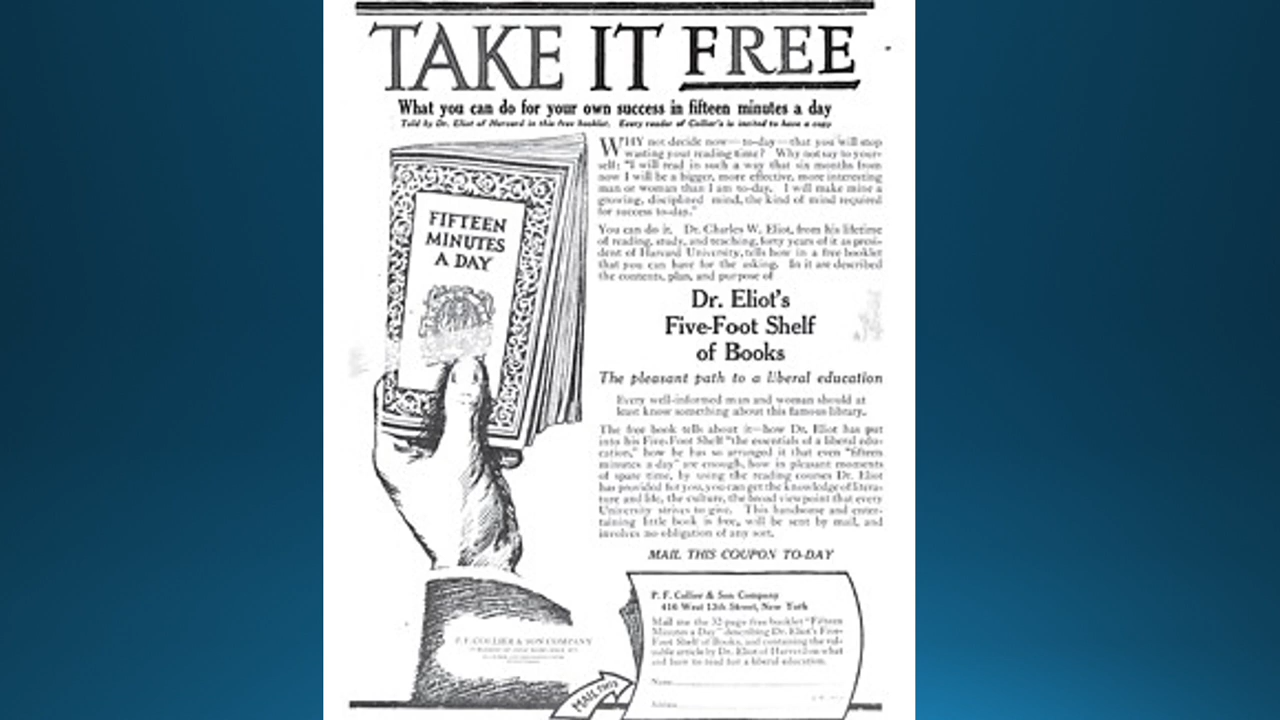 TAKE IT FREE
What you can do for your own success in fifteen minutes a day
Told by Dr. Eliot of Harvard in this free booklet. Every reader of Collier's is invited to have a copy
FIFTEEN
MINUTES
A DAY
WHY not decide now—to-day—that you will stop
wasting your reading time? Why not say to your-
self: "I will read in such a way that six months from
now I will be a bigger, more effective, more interesting
man or woman than I am to-day. I will make mine a
growing, disciplined mind, the kind of mind required
for success to-day."
You can do it. Dr. Charles W. Eliot, from his lifetime
of reading, study, and teaching, forty years of it as presi-
dent of Harvard University, tells how in a free booklet
that you can have for the asking. In it are described
the contents, plan, and purpose of
Dr. Eliot's
Five-Foot Shelf
of Books
The pleasant path to a liberal education
Every well-informed man and woman should at
least know something about this famous library.
The free book tells about it—how Dr. Eliot has put
into his Five-Foot Shelf "the essentials of a liberal edu-
cation," how he has so arranged it that even "fifteen
minutes a day" are enough, how in pleasant moments
of spare time, by using the reading courses Dr. Eliot
has provided for you, you can get the knowledge of litera-
ture and life, the culture, the broad viewpoint that every
University strives to give. This handsome and enter-
taining little book is free, will be sent by mail, and
involves no obligation of any sort.
MAIL THIS COUPON TO-DAY
P. F. Collier & Son Company
416 West 13th Street, New York
Mail me the 32-page free booklet "Fifteen
Minutes a Day" describing Dr. Eliot's Five-
Foot Shelf of Books, and containing the val-
uable article by Dr. Eliot of Harvard on what
and how to read for a liberal education.
Name
Address
P. F. COLLIER & SON COMPANY
MAIL THIS